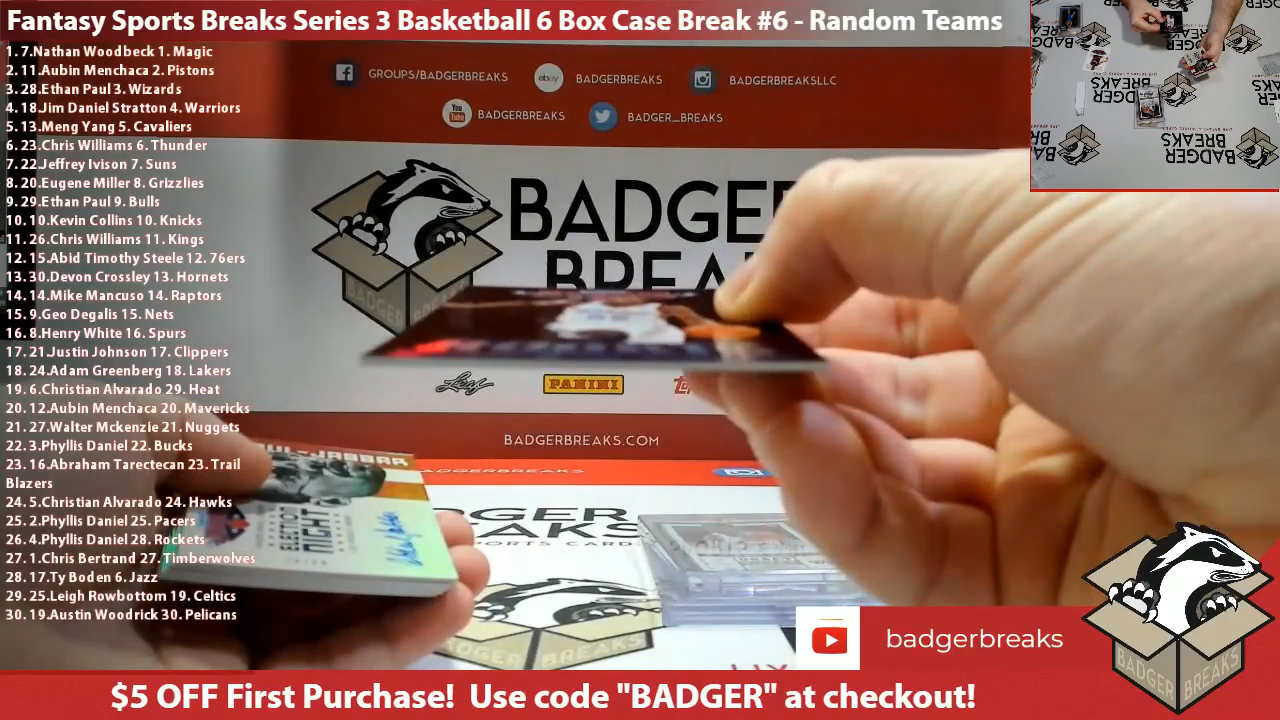 Fantasy Sports Breaks Series 3 Basketball 6 Box Case Break #6 - Random Teams
1. 7.Nathan Woodbeck 1. Magic
2. 11.Aubin Menchaca 2. Pistons
3. 28.Ethan Paul 3. Wizards
4. 18.Jim Daniel Stratton 4. Warriors
5. 13.Meng Yang 5. Cavaliers
6. 23.Chris Williams 6. Thunder
7. 22.Jeffrey Ivison 7. Suns
8. 20.Eugene Miller 8. Grizzlies
9. 29.Ethan Paul 9. Bulls
10. 10.Kevin Collins 10. Knicks
11. 26.Chris Williams 11. Kings
12. 15.Abid Timothy Steele 12. 76ers
13. 30.Devon Crossley 13. Hornets
14. 14.Mike Mancuso 14. Raptors
15. 9.Geo Degalis 15. Nets
16. 8.Henry White 16. Spurs
17. 21.Justin Johnson 17. Clippers
18. 24.Adam Greenberg 18. Lakers
19. 6.Christian Alvarado 29. Heat
20. 12.Aubin Menchaca 20. Mavericks
21. 27.Walter Mckenzie 21. Nuggets
22. 3.Phyllis Daniel 22. Bucks
23. 16.Abraham Tarectecan 23. Trail
Blazers
24. 5.Christian Alvarado 24. Hawks
25. 2.Phyllis Daniel 25. Pacers
26. 4.Phyllis Daniel 28. Rockets
27. 1.Chris Bertrand 27. Timberwolves
28. 17.Ty Boden 6. Jazz
29. 25.Leigh Rowbottom 19. Celtics
30. 19.Austin Woodrick 30. Pelicans
GROUPS/BADGERBREAKS
ebay BADGERBREAKS
BADGERBREAKSLLC
You Tube BADGERBREAKS
BADGER_BREAKS
BADGE
BREA
Leaf
PANINI
BADGERBREAKS.COM
JABBAR
ELECTION
NIGHT
BADGER
BREAKS
BADGER
BREAKS
badgerbreaks
BADGER BREAKS
$5 OFF First Purchase! Use code "BADGER" at checkout!